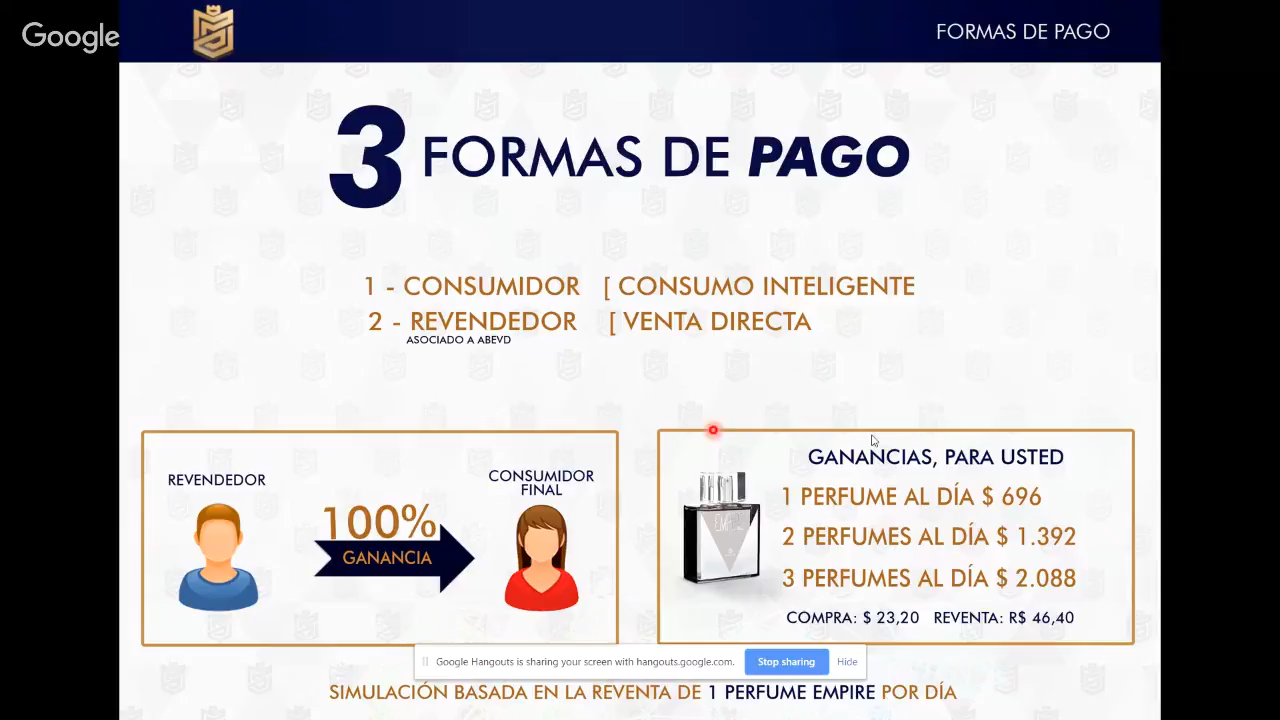 Google
FORMAS DE PAGO
3 FORMAS DE PAGO
1 - CONSUMIDOR [ CONSUMO INTELIGENTE
2 - REVENDEDOR [ VENTA DIRECTA
ASOCIADO A ABEVD
REVENDEDOR
CONSUMIDOR
FINAL
100%
GANANCIA
GANANCIAS, PARA USTED
1 PERFUME AL DÍA $ 696
2 PERFUMES AL DÍA $ 1.392
3 PERFUMES AL DÍA $ 2.088
COMPRA: $ 23,20 REVENTA: R$ 46,40
Google Hangouts is sharing your screen with hangouts.google.com.
Stop sharing
Hide
SIMULACIÓN BASADA EN LA REVENTA DE 1 PERFUME EMPIRE POR DÍA